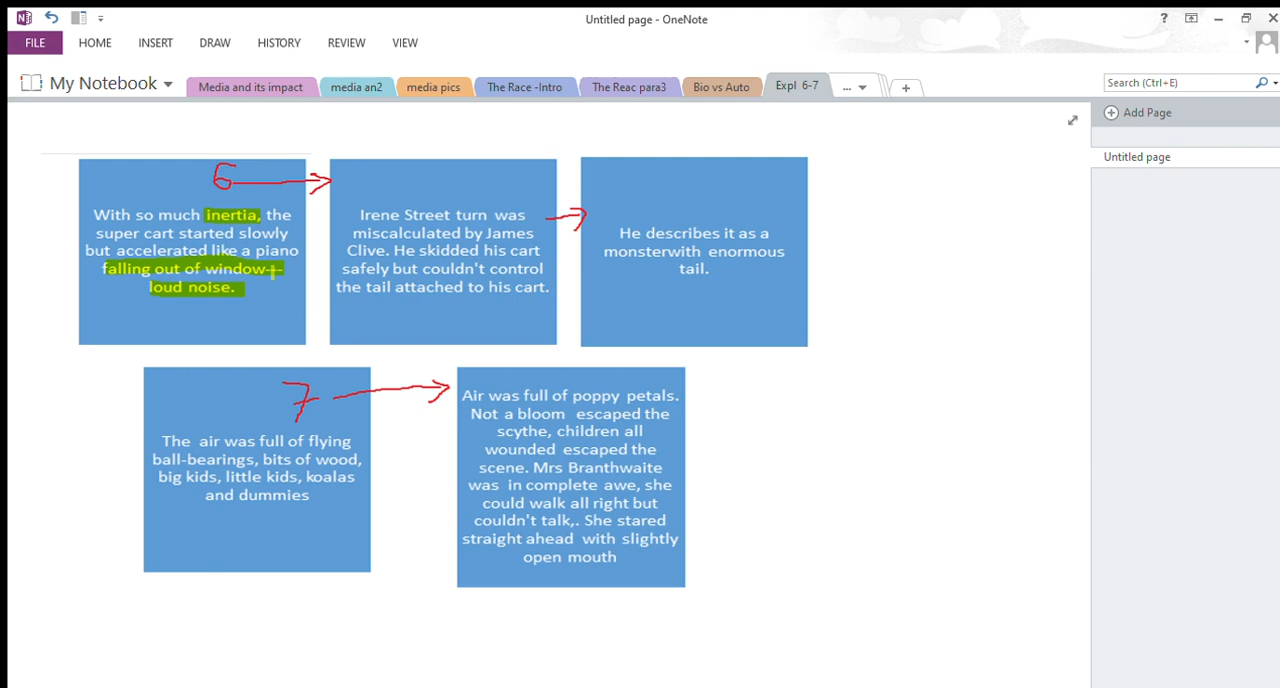 Untitled page - OneNote
?
FILE HOME INSERT DRAW HISTORY REVIEW VIEW
My Notebook
Media and its impact
media an2
media pics
The Race -Intro
The Reac para3
Bio vs Auto
Expl 6-7
...
+
Search (Ctrl+E)
Add Page
Untitled page
6
With so much inertia, the
super cart started slowly
but accelerated like a piano
falling out of window--
loud noise.
Irene Street turn was
miscalculated by James
Clive. He skidded his cart
safely but couldn't control
the tail attached to his cart.
He describes it as a
monsterwith enormous
tail.
7
The air was full of flying
ball-bearings, bits of wood,
big kids, little kids, koalas
and dummies
Air was full of poppy petals.
Not a bloom escaped the
scythe, children all
wounded escaped the
scene. Mrs Branthwaite
was in complete awe, she
could walk all right but
couldn't talk,. She stared
straight ahead with slightly
open mouth